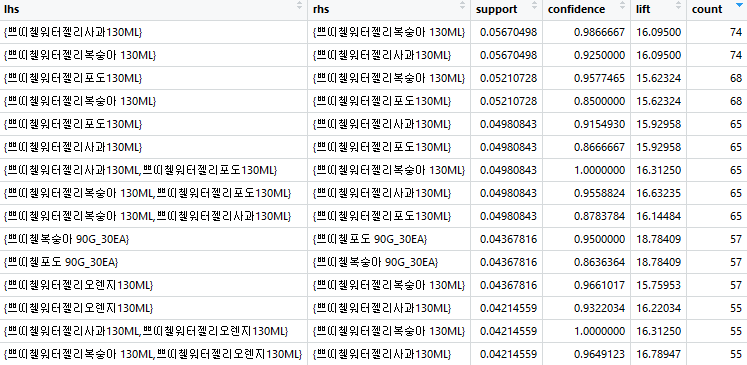 lhs rhs support confidence lift count
{쁘띠첼워터젤리사과130ML} {쁘띠첼워터젤리복숭아 130ML} 0.05670498 0.9866667 16.09500 74
{쁘띠첼워터젤리복숭아 130ML} {쁘띠첼워터젤리사과130ML} 0.05670498 0.9250000 16.09500 74
{쁘띠첼워터젤리포도130ML} {쁘띠첼워터젤리복숭아 130ML} 0.05210728 0.9577465 15.62324 68
{쁘띠첼워터젤리복숭아 130ML} {쁘띠첼워터젤리포도130ML} 0.05210728 0.8500000 15.62324 68
{쁘띠첼워터젤리포도130ML} {쁘띠첼워터젤리사과130ML} 0.04980843 0.9154930 15.92958 65
{쁘띠첼워터젤리사과130ML} {쁘띠첼워터젤리포도130ML} 0.04980843 0.8666667 15.92958 65
{쁘띠첼워터젤리사과130ML,쁘띠첼워터젤리포도130ML} {쁘띠첼워터젤리복숭아 130ML} 0.04980843 1.0000000 16.31250 65
{쁘띠첼워터젤리복숭아 130ML,쁘띠첼워터젤리포도130ML} {쁘띠첼워터젤리사과130ML} 0.04980843 0.9558824 16.63235 65
{쁘띠첼워터젤리복숭아 130ML,쁘띠첼워터젤리사과130ML} {쁘띠첼워터젤리포도130ML} 0.04980843 0.8783784 16.14484 65
{쁘띠첼복숭아 90G_30EA} {쁘띠첼포도 90G_30EA} 0.04367816 0.9500000 18.78409 57
{쁘띠첼포도 90G_30EA} {쁘띠첼복숭아 90G_30EA} 0.04367816 0.8636364 18.78409 57
{쁘띠첼워터젤리오렌지130ML} {쁘띠첼워터젤리복숭아 130ML} 0.04367816 0.9661017 15.75953 57
{쁘띠첼워터젤리오렌지130ML} {쁘띠첼워터젤리사과130ML} 0.04214559 0.9322034 16.22034 55
{쁘띠첼워터젤리사과130ML,쁘띠첼워터젤리오렌지130ML} {쁘띠첼워터젤리복숭아 130ML} 0.04214559 1.0000000 16.31250 55
{쁘띠첼워터젤리복숭아 130ML,쁘띠첼워터젤리오렌지130ML} {쁘띠첼워터젤리사과130ML} 0.04214559 0.9649123 16.78947 55